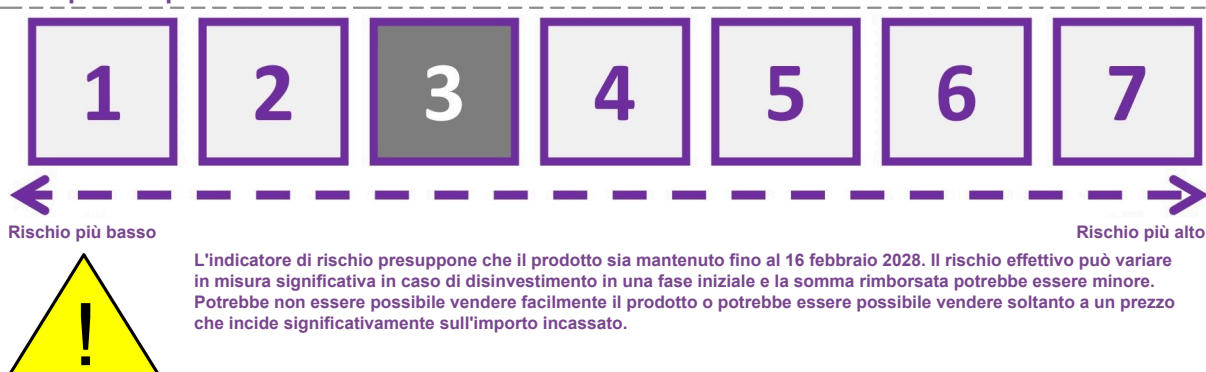 1 2 3 4 5 6 7
Rischio più basso Rischio più alto
L'indicatore di rischio presuppone che il prodotto sia mantenuto fino al 16 febbraio 2028. Il rischio effettivo può variare
in misura significativa in caso di disinvestimento in una fase iniziale e la somma rimborsata potrebbe essere minore.
Potrebbe non essere possibile vendere facilmente il prodotto o potrebbe essere possibile vendere soltanto a un prezzo
che incide significativamente sull'importo incassato.
!